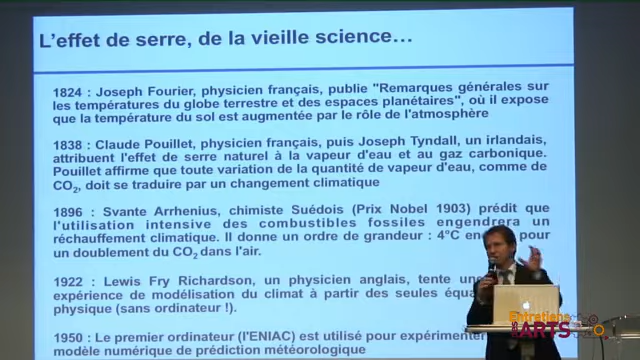 L'effet de serre, de la vieille science...
1824 : Joseph Fourier, physicien français, publie "Remarques générales sur
les températures du globe terrestre et des espaces planétaires", où il expose
que la température du sol est augmentée par le rôle de l'atmosphère
1838 : Claude Pouillet, physicien français, puis Joseph Tyndall, un irlandais,
attribuent l'effet de serre naturel à la vapeur d'eau et au gaz carbonique.
Pouillet affirme que toute variation de la quantité de vapeur d'eau, comme de
CO2, doit se traduire par un changement climatique
1896 : Svante Arrhenius, chimiste Suédois (Prix Nobel 1903) prédit que
l'utilisation intensive des combustibles fossiles engendrera un
réchauffement climatique. Il donne un ordre de grandeur : 4°C pour
un doublement du CO2 dans l'air.
1922 : Lewis Fry Richardson, un physicien anglais, tente une
expérience de modélisation du climat à partir des seules
physique (sans ordinateur !).
1950 : Le premier ordinateur (l'ENIAC) est utilisé pour expérimenter
modèle numérique de prédiction météorologique
Entretiens
DES ARTS